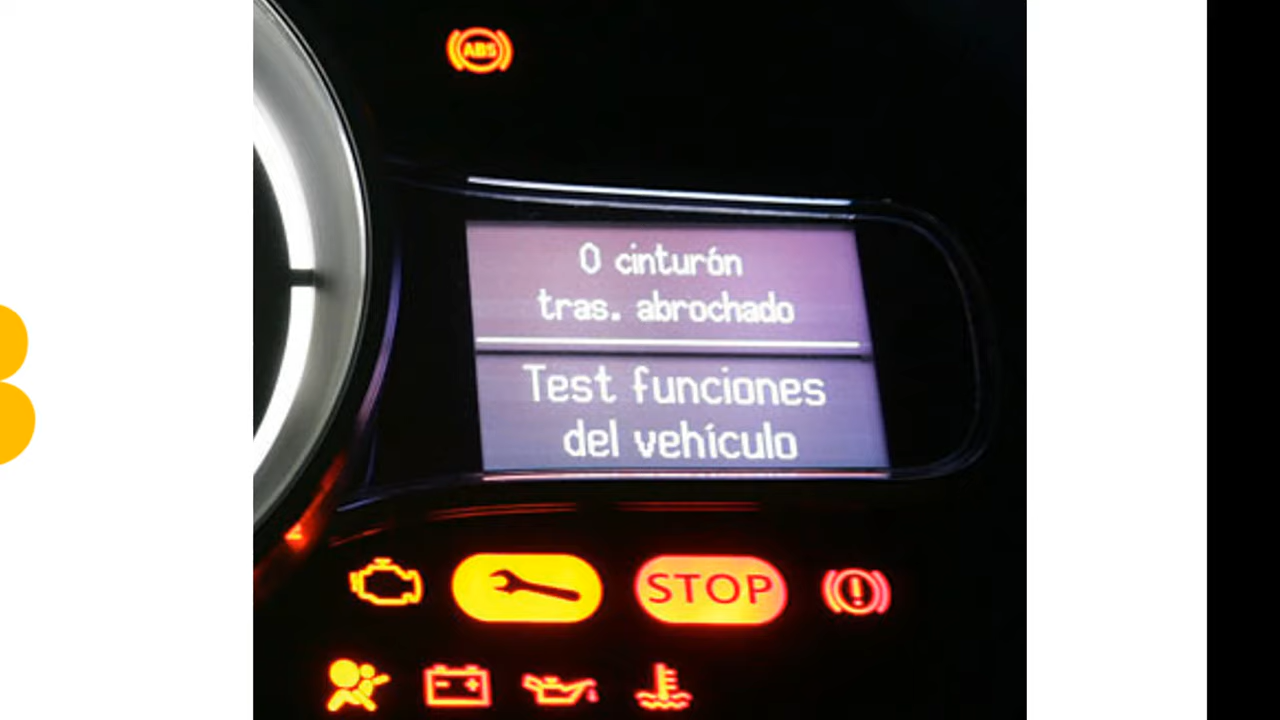 ABS
0 cinturón
tras. abrochado
Test funciones
del vehículo
STOP